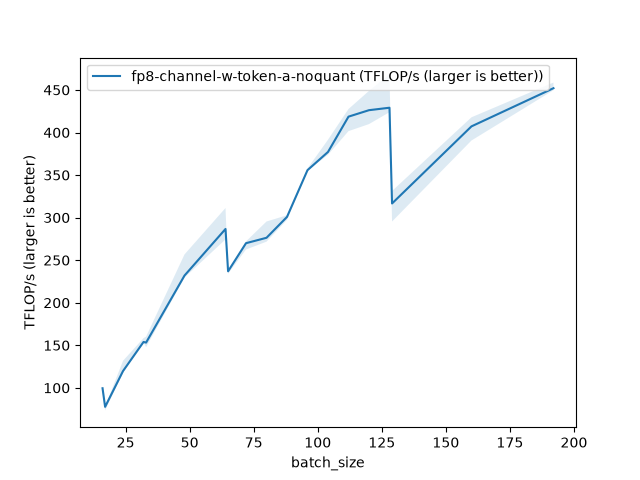 fp8-channel-w-token-a-noquant (TFLOP/s (larger is better))
TFLOP/s (larger is better)
450
400
350
300
250
200
150
100
25 50 75 100 125 150 175 200
batch_size